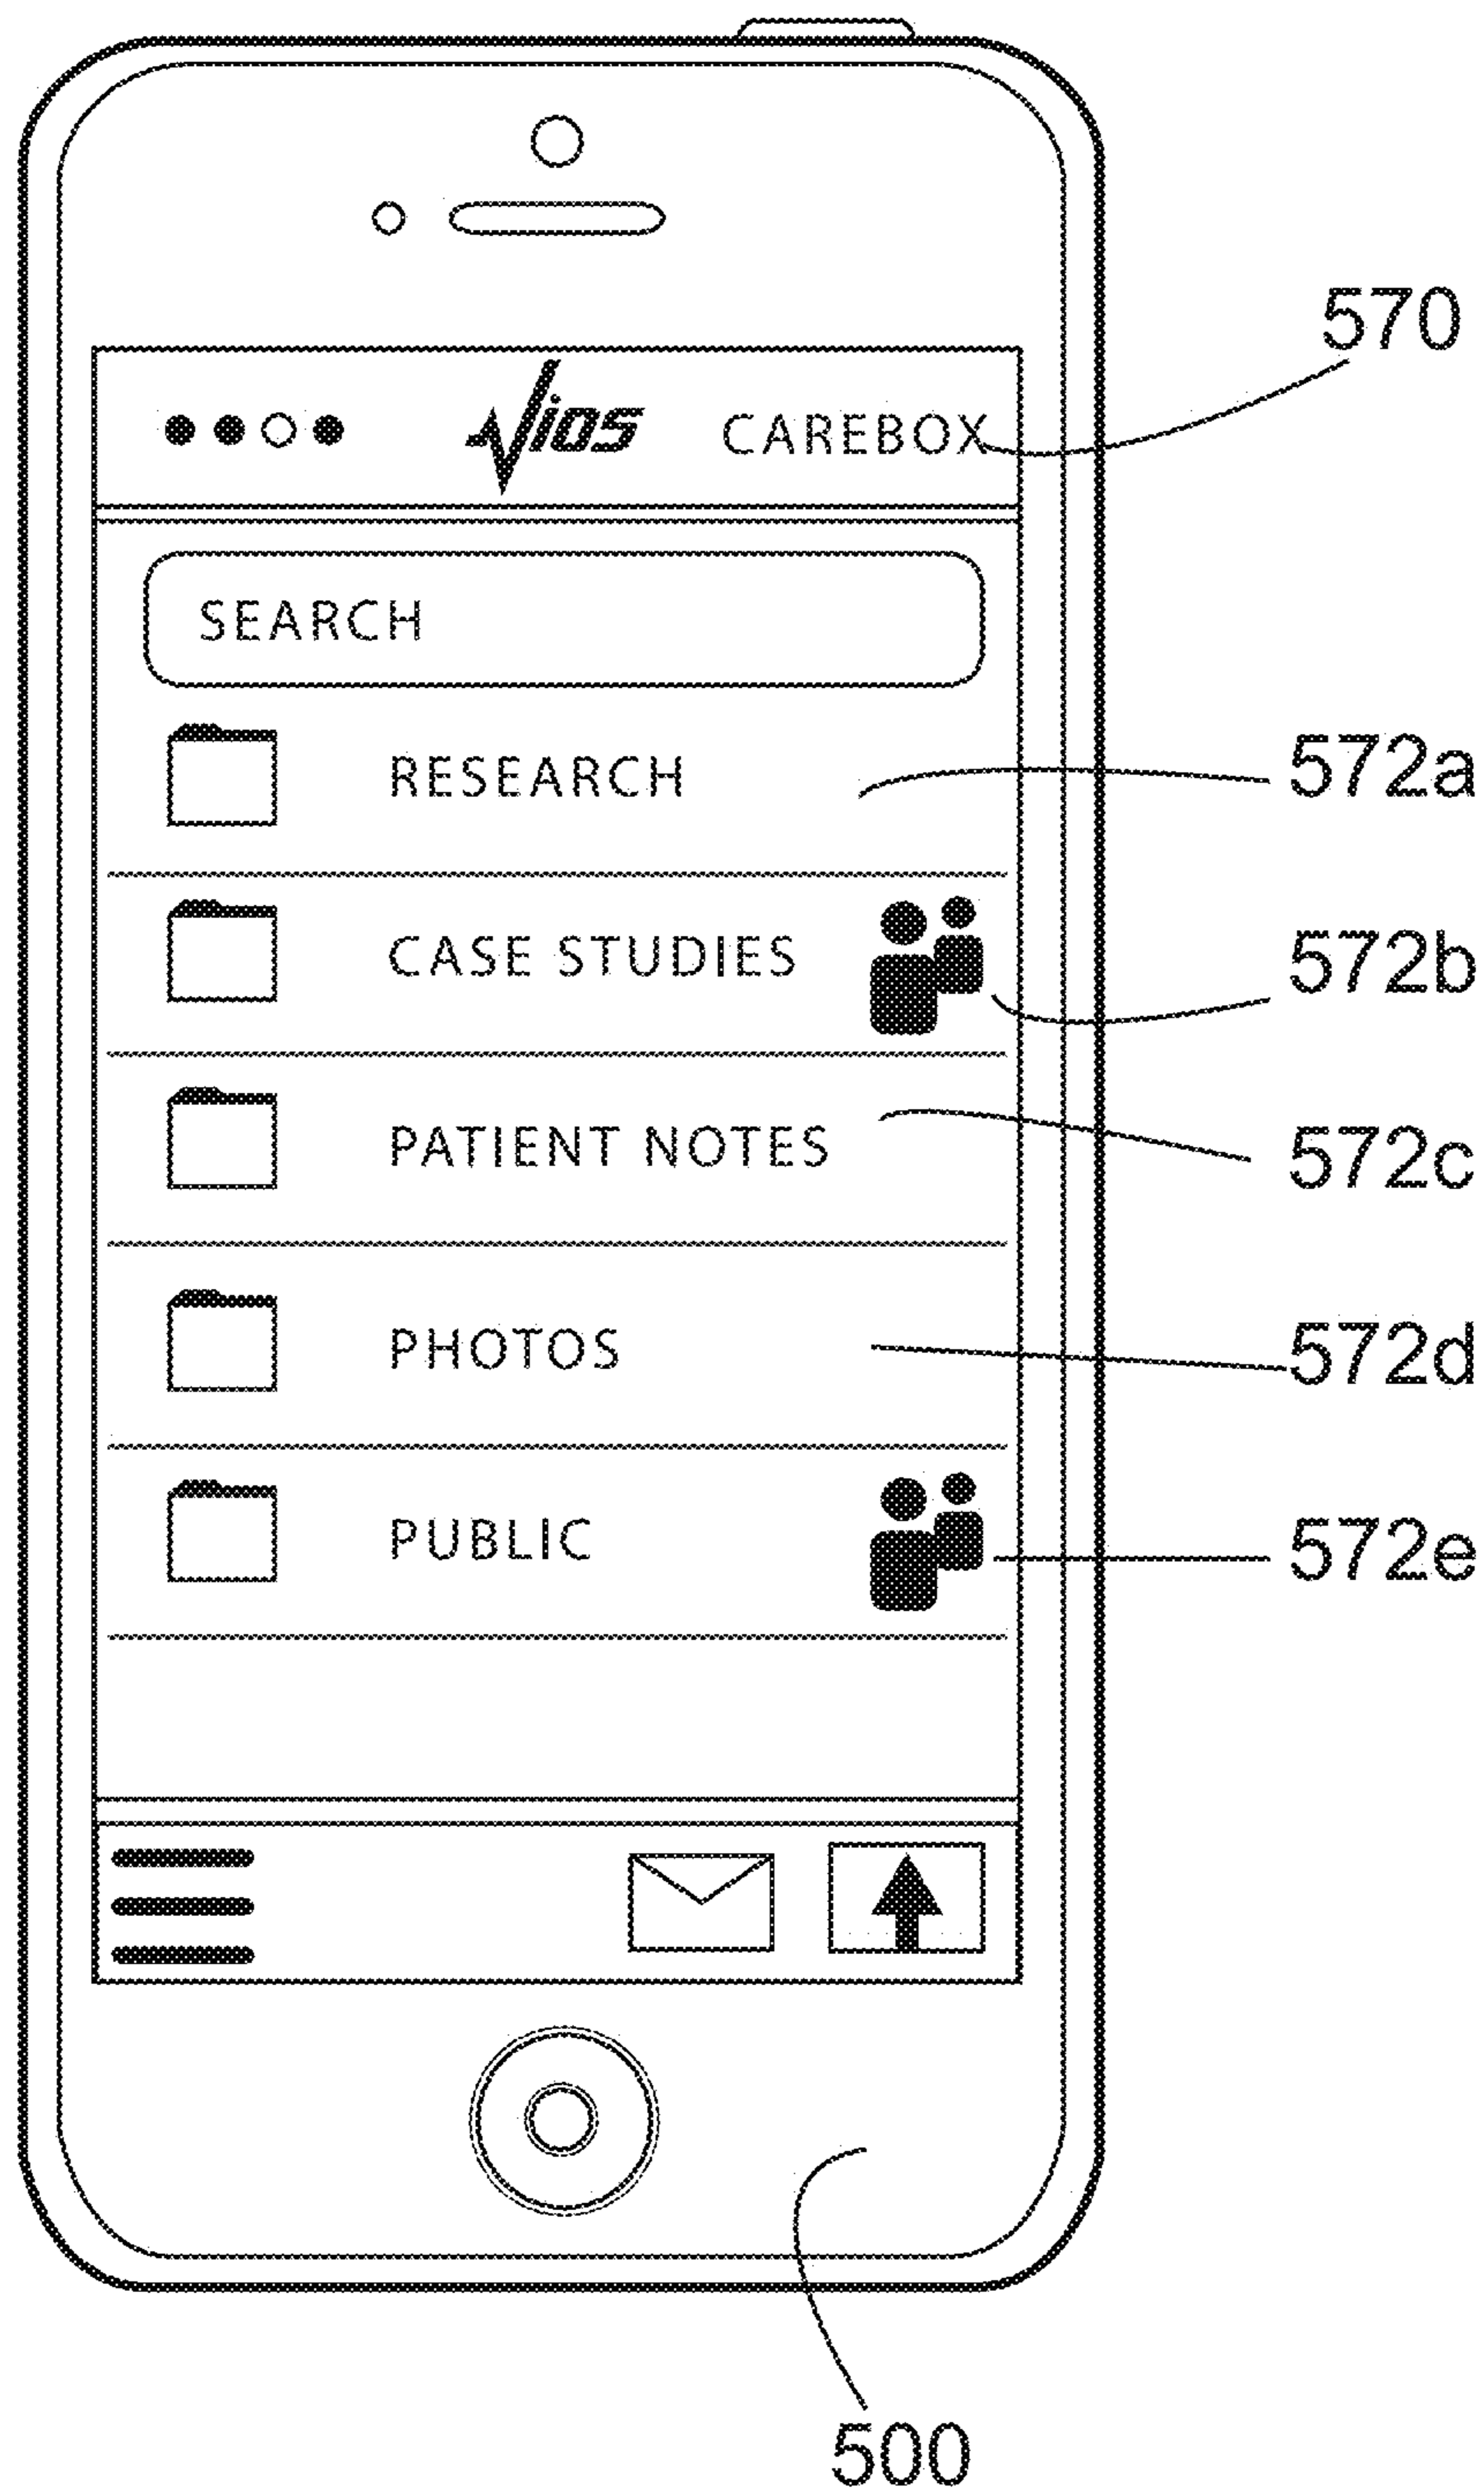 570
Vios CAREBOX
SEARCH
RESEARCH 572a
CASE STUDIES 572b
PATIENT NOTES 572c
PHOTOS 572d
PUBLIC 572e
500